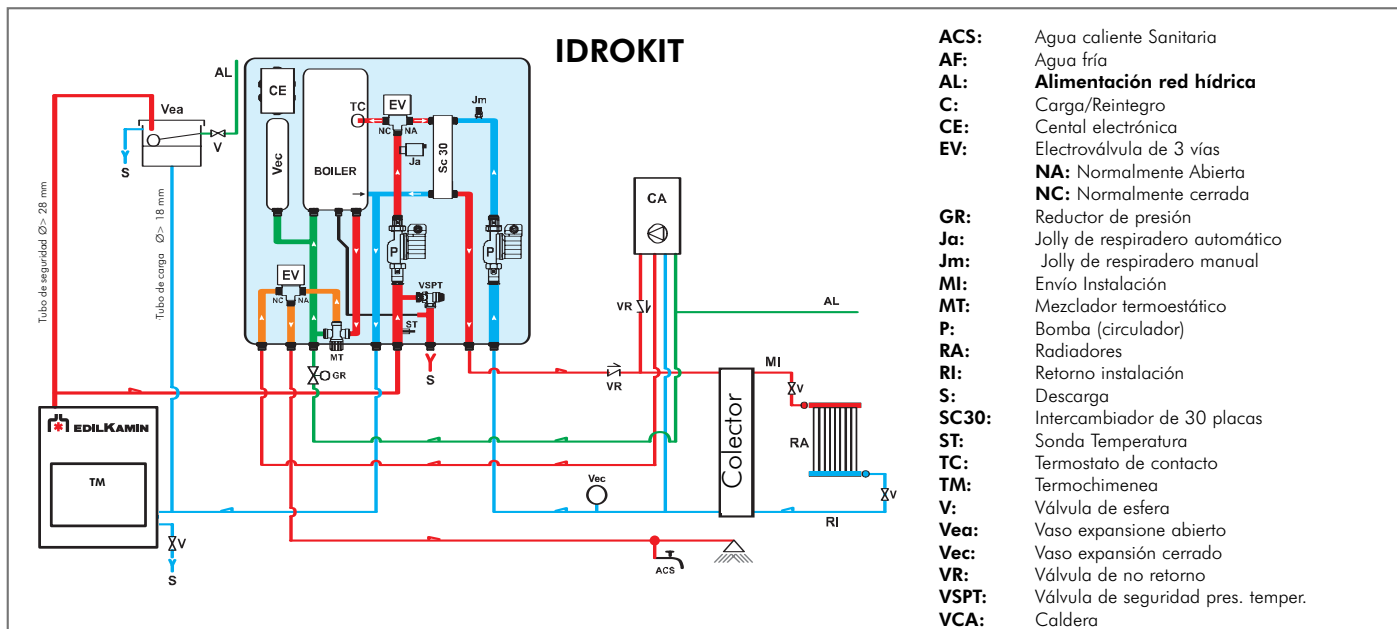 IDROKIT
AL
Vea
V
S
Tubo de seguridad Ø> 28 mm
Tubo de carga Ø> 18 mm
CE
Vec
BOILER
TC
EV
NC
NA
Ja
Sc 30
Jm
P
P
EV
NC
NA
MT
VSPT
ST
S
GR
CA
VR
VR
AL
MI
V
RA
V
RI
Colector
Vec
ACS
EDILKAMIN
TM
V
S
ACS: Agua caliente Sanitaria
AF: Agua fría
AL: Alimentación red hídrica
C: Carga/Reintegro
CE: Cental electrónica
EV: Electroválvula de 3 vías
NA: Normalmente Abierta
NC: Normalmente cerrada
GR: Reductor de presión
Ja: Jolly de respiradero automático
Jm: Jolly de respiradero manual
MI: Envío Instalación
MT: Mezclador termoestático
P: Bomba (circulador)
RA: Radiadores
RI: Retorno instalación
S: Descarga
SC30: Intercambiador de 30 placas
ST: Sonda Temperatura
TC: Termostato de contacto
TM: Termochimenea
V: Válvula de esfera
Vea: Vaso expansione abierto
Vec: Vaso expansión cerrado
VR: Válvula de no retorno
VSPT: Válvula de seguridad pres. temper.
VCA: Caldera